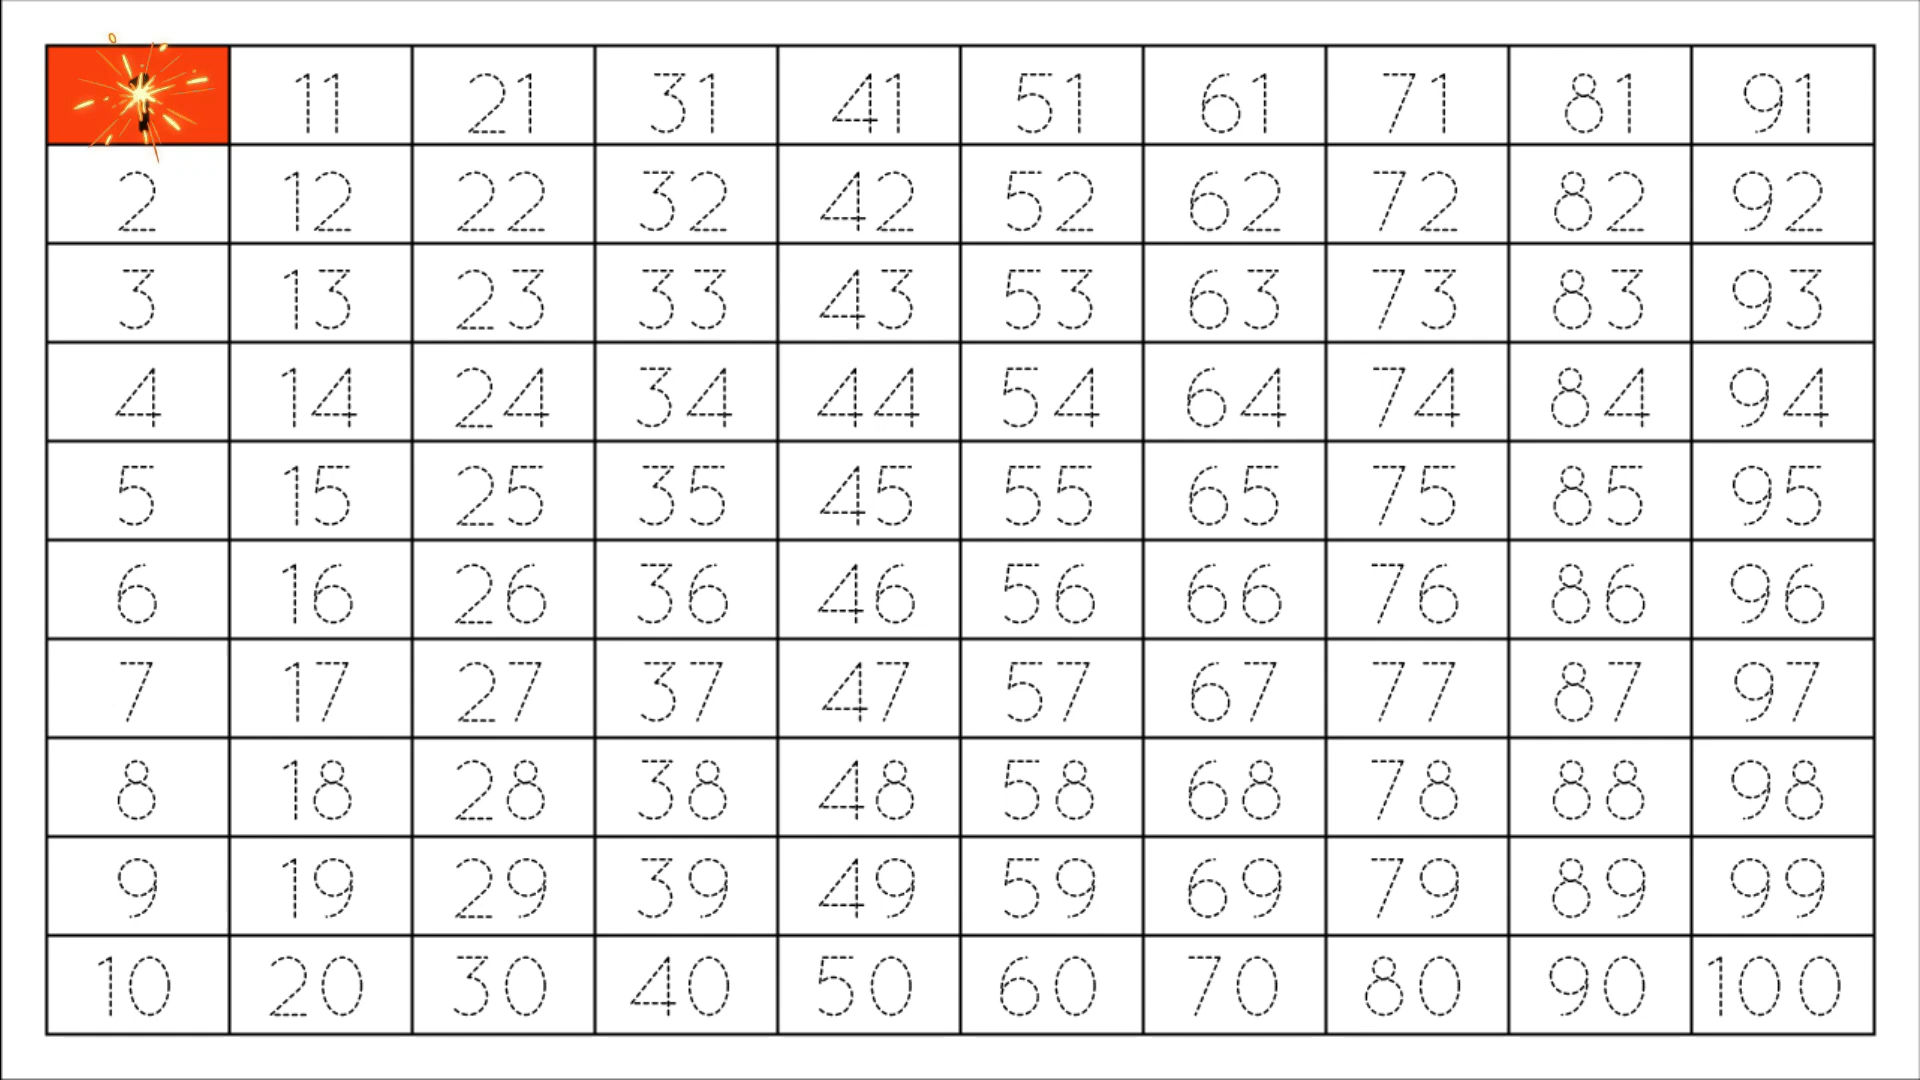 11 21 31 41 51 61 71 81 91
2 12 22 32 42 52 62 72 82 92
3 13 23 33 43 53 63 73 83 93
4 14 24 34 44 54 64 74 84 94
5 15 25 35 45 55 65 75 85 95
6 16 26 36 46 56 66 76 86 96
7 17 27 37 47 57 67 77 87 97
8 18 28 38 48 58 68 78 88 98
9 19 29 39 49 59 69 79 89 99
10 20 30 40 50 60 70 80 90 100